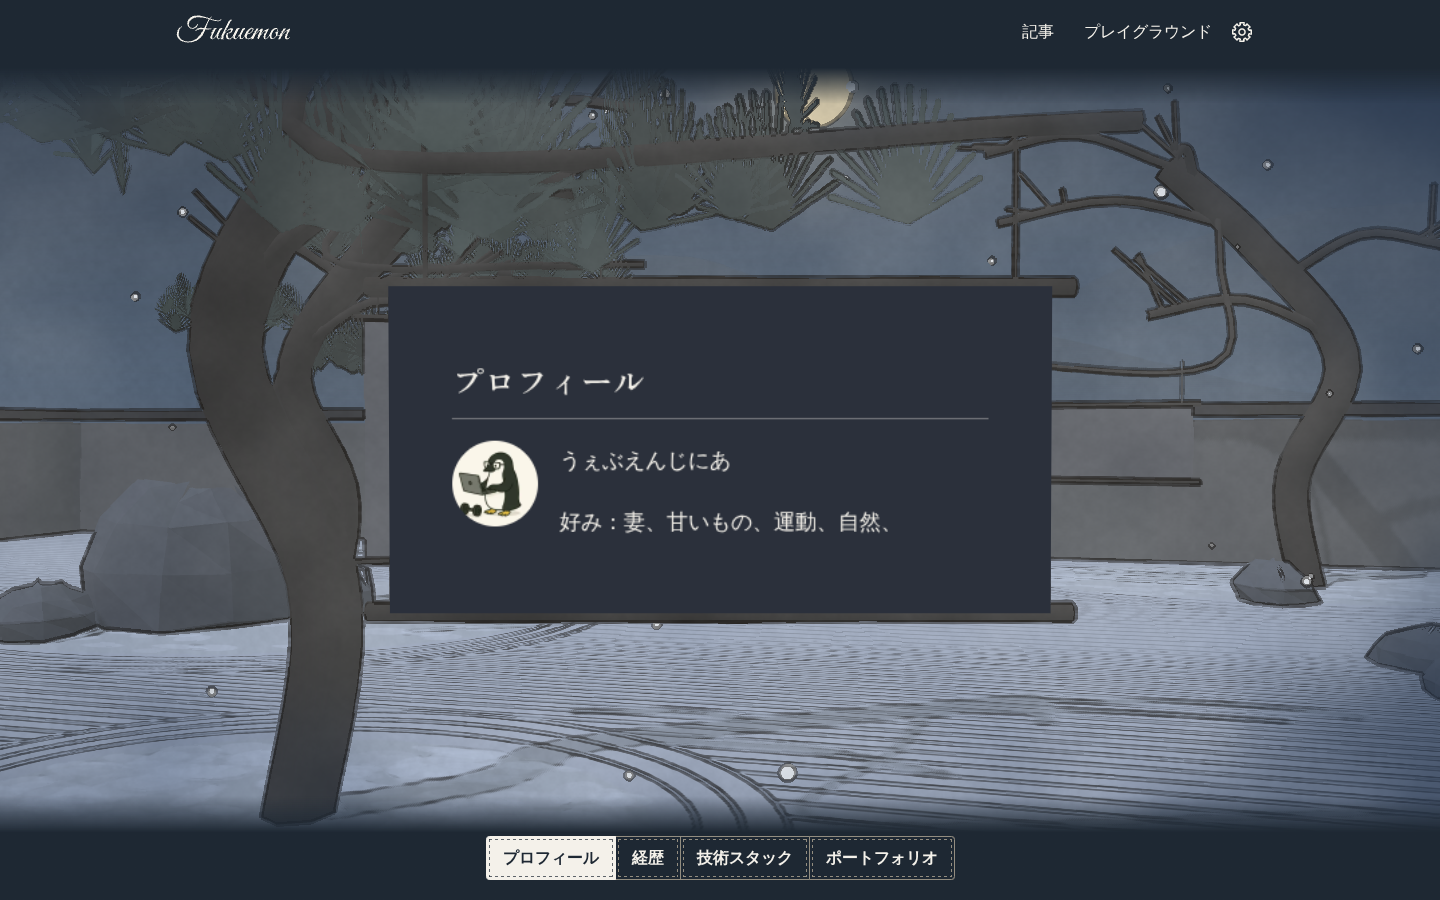 Fukuemon
記事
プレイグラウンド
プロフィール
うぇぶえんじにあ
好み：妻、甘いもの、運動、自然、
プロフィール
経歴
技術スタック
ポートフォリオ